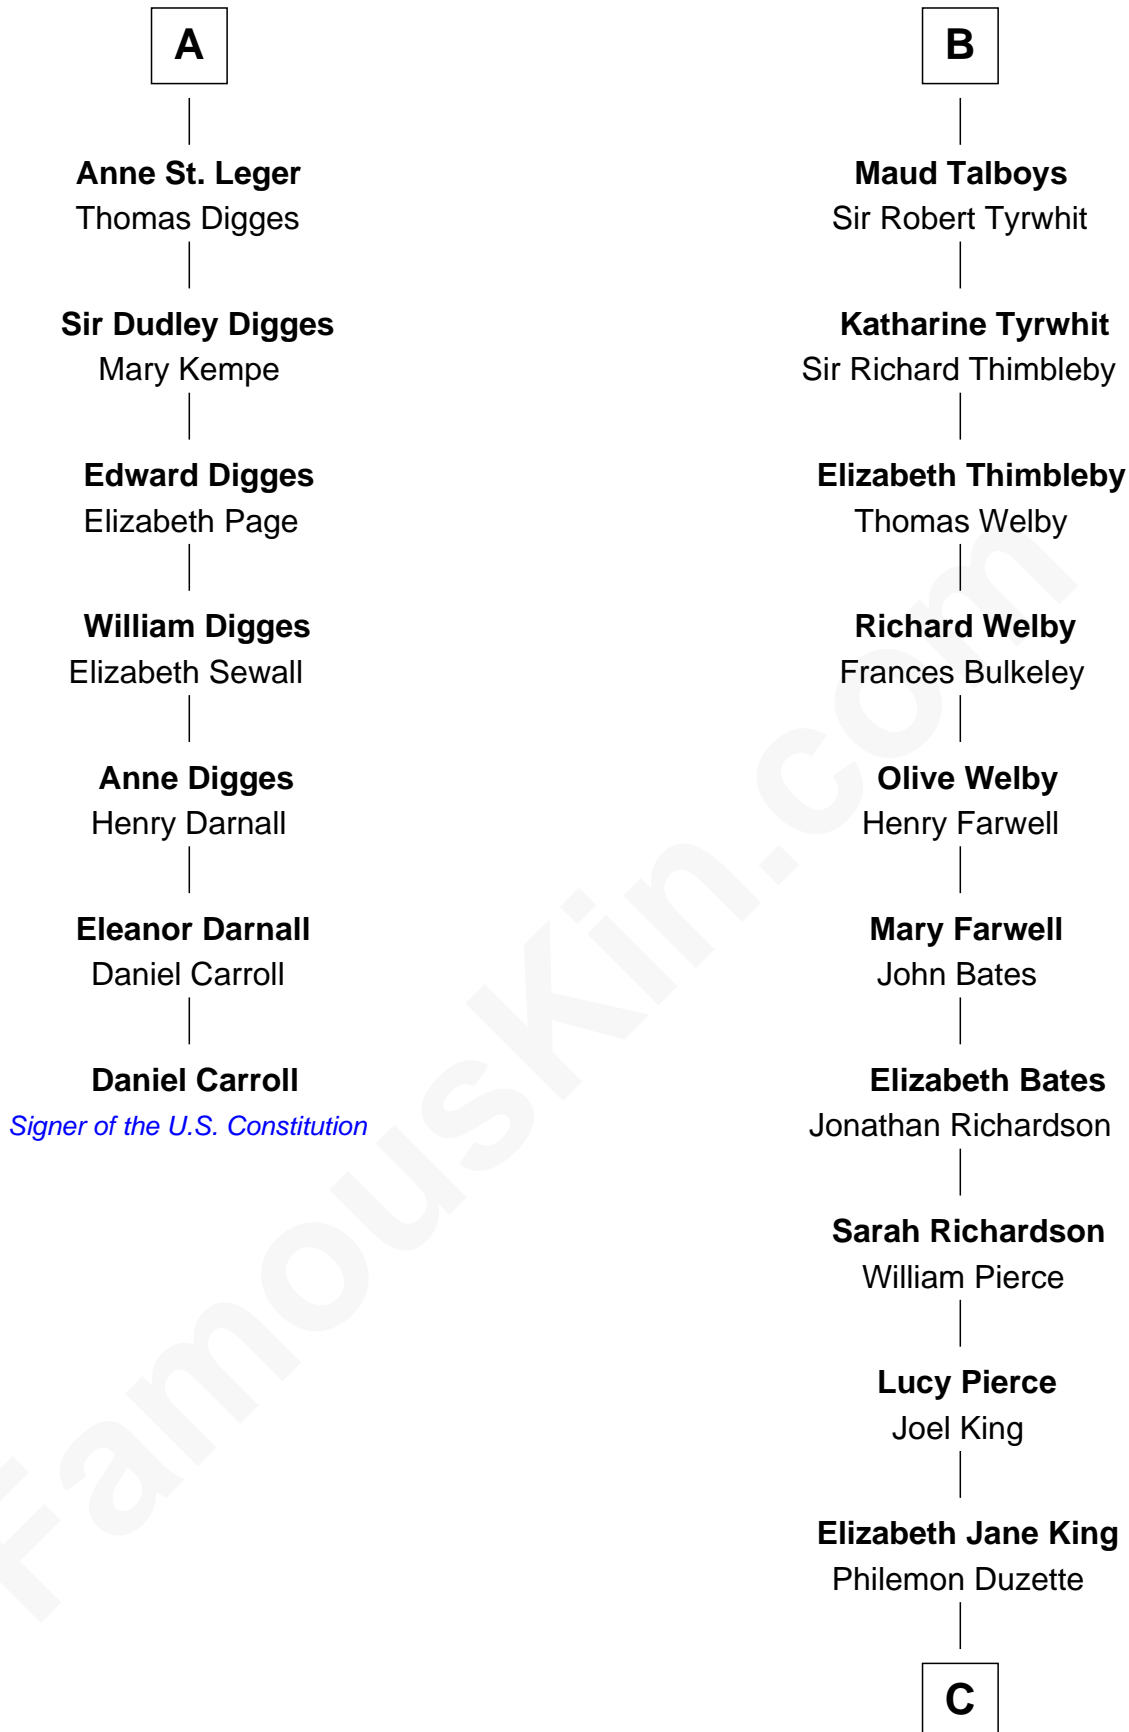 A
Anne St. Leger
Thomas Digges
Sir Dudley Digges
Mary Kempe
Edward Digges
Elizabeth Page
William Digges
Elizabeth Sewall
Anne Digges
Henry Darnall
Eleanor Darnall
Daniel Carroll
Daniel Carroll
Signer of the U.S. Constitution
B
Maud Talboys
Sir Robert Tyrwhit
Katharine Tyrwhit
Sir Richard Thimbleby
Elizabeth Thimbleby
Thomas Welby
Richard Welby
Frances Bulkeley
Olive Welby
Henry Farwell
Mary Farwell
John Bates
Elizabeth Bates
Jonathan Richardson
Sarah Richardson
William Pierce
Lucy Pierce
Joel King
Elizabeth Jane King
Philemon Duzette
C
FamousKin.com